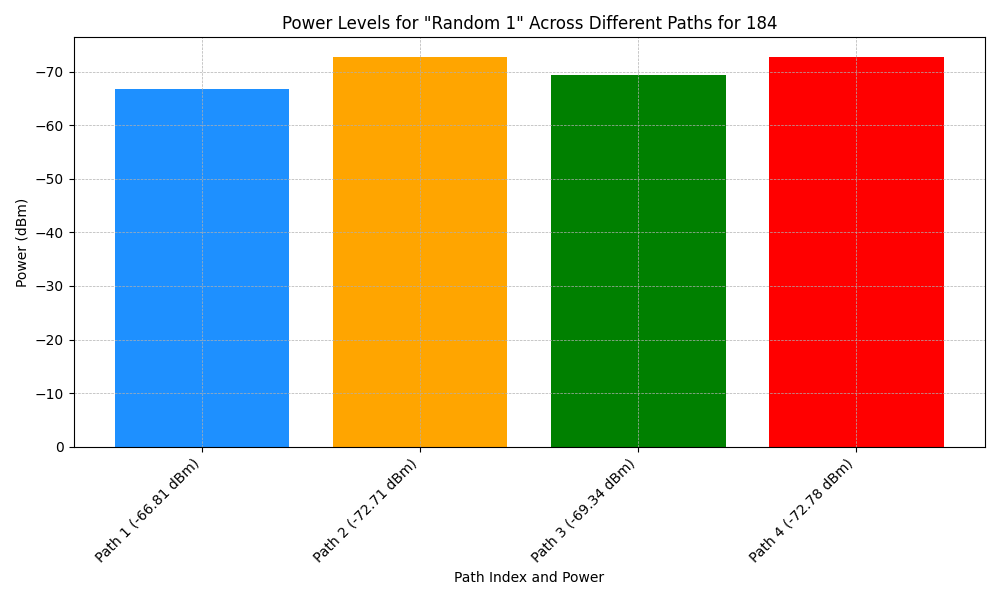 Power Levels for "Random 1" Across Different Paths for 184
Power (dBm)
−70
−60
−50
−40
−30
−20
−10
0
Path 1 (-66.81 dBm)
Path 2 (-72.71 dBm)
Path 3 (-69.34 dBm)
Path 4 (-72.78 dBm)
Path Index and Power